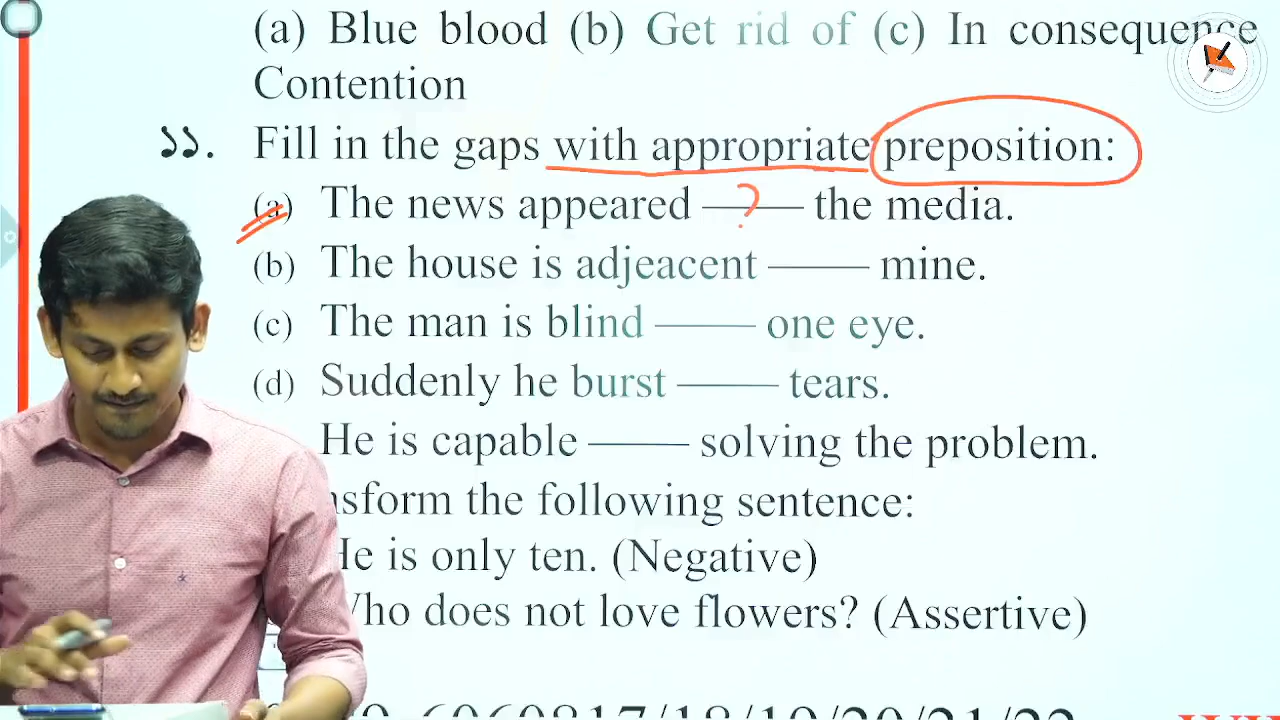 (a) Blue blood (b) Get rid of (c) In consequence
Contention
১১. Fill in the gaps with appropriate preposition:
(a) The news appeared ——— the media.
?
(b) The house is adjeacent ——— mine.
(c) The man is blind ——— one eye.
(d) Suddenly he burst ——— tears.
He is capable ——— solving the problem.
nsform the following sentence:
He is only ten. (Negative)
Who does not love flowers? (Assertive)